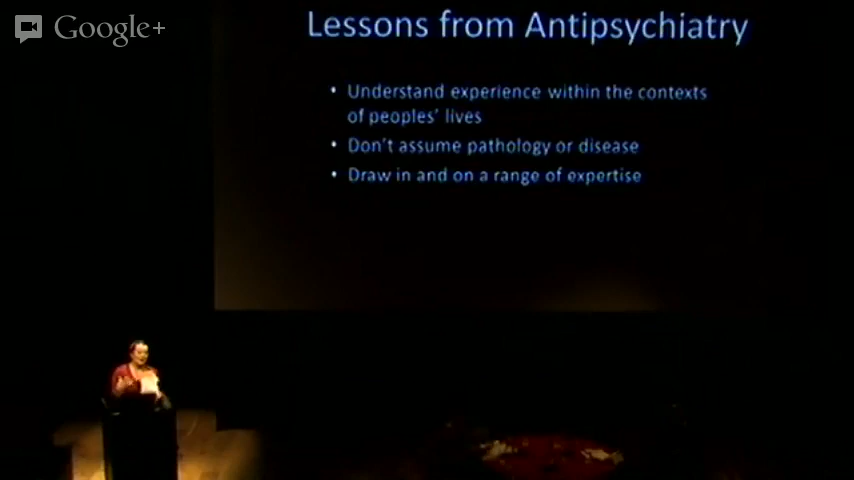 Google+
Lessons from Antipsychiatry
• Understand experience within the contexts
of peoples' lives
• Don't assume pathology or disease
• Draw in and on a range of expertise